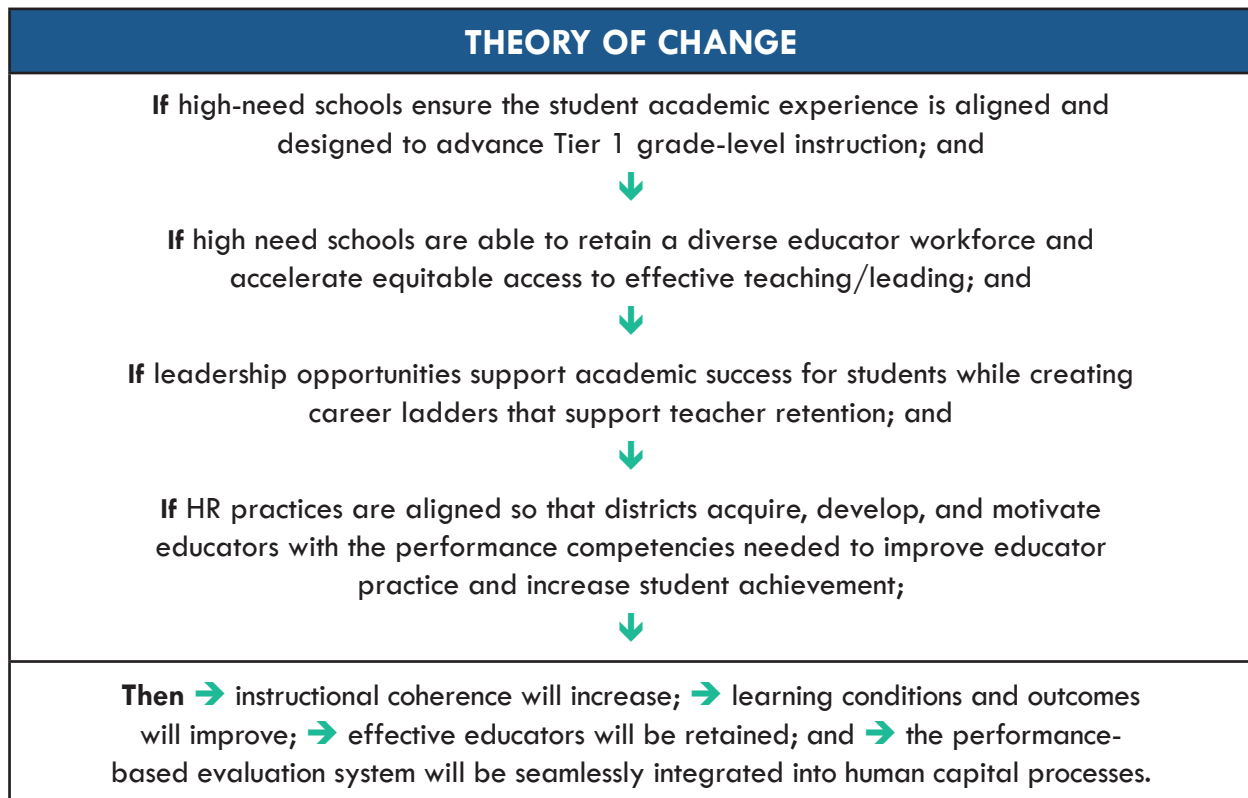 THEORY OF CHANGE
If high-need schools ensure the student academic experience is aligned and
designed to advance Tier 1 grade-level instruction; and
If high need schools are able to retain a diverse educator workforce and
accelerate equitable access to effective teaching/leading; and
If leadership opportunities support academic success for students while creating
career ladders that support teacher retention; and
If HR practices are aligned so that districts acquire, develop, and motivate
educators with the performance competencies needed to improve educator
practice and increase student achievement;
Then ➔ instructional coherence will increase; ➔ learning conditions and outcomes
will improve; ➔ effective educators will be retained; and ➔ the performance-
based evaluation system will be seamlessly integrated into human capital processes.